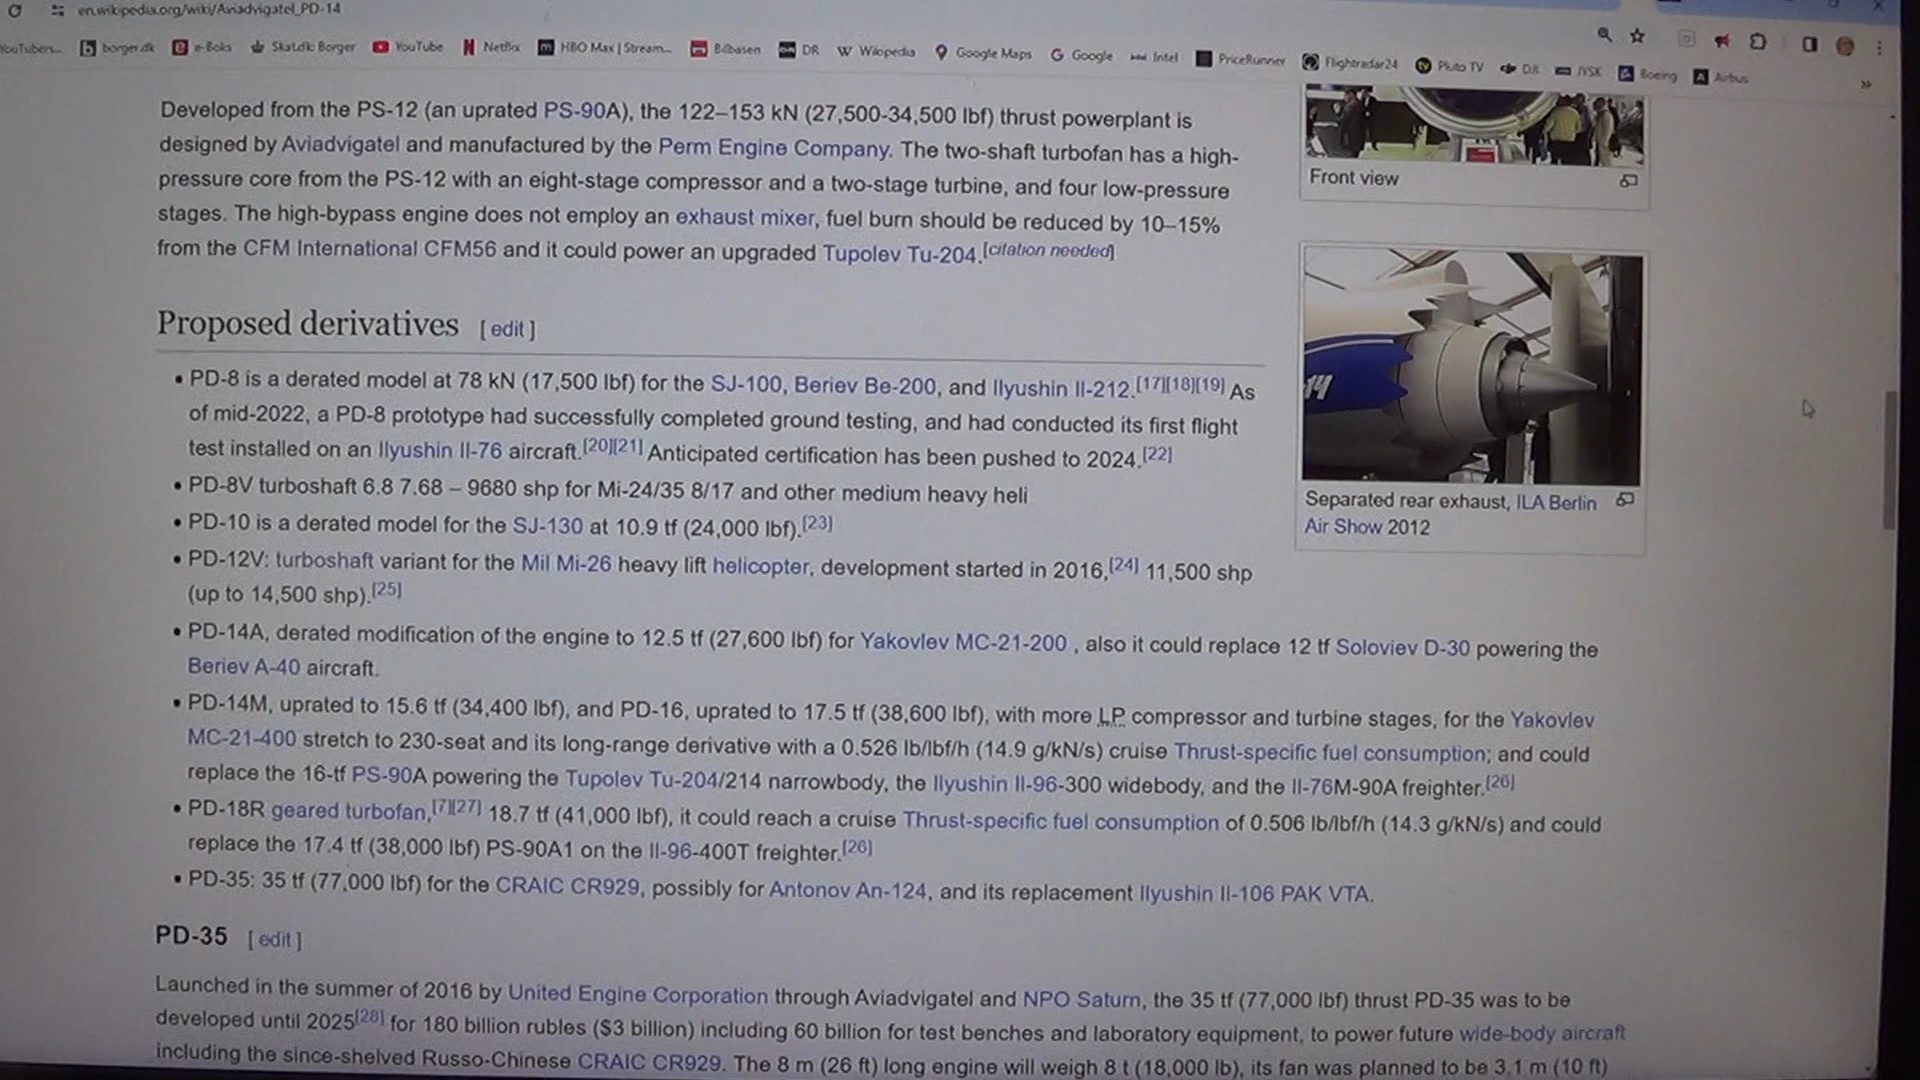 en.wikipedia.org/wiki/Aviadvigatel_PD-14
YouTubers... borger.dk e-Boks Skat.dk: Borger YouTube Netflix HBO Max | Stream... Bilbasen DR Wikipedia Google Maps Google Intel PriceRunner Flightradar24 Pluto TV DJI JYSK Boeing Airbus
Developed from the PS-12 (an uprated PS-90A), the 122–153 kN (27,500-34,500 lbf) thrust powerplant is
designed by Aviadvigatel and manufactured by the Perm Engine Company. The two-shaft turbofan has a high-
pressure core from the PS-12 with an eight-stage compressor and a two-stage turbine, and four low-pressure
stages. The high-bypass engine does not employ an exhaust mixer, fuel burn should be reduced by 10–15%
from the CFM International CFM56 and it could power an upgraded Tupolev Tu-204.[citation needed]
Front view
Proposed derivatives [ edit ]
• PD-8 is a derated model at 78 kN (17,500 lbf) for the SJ-100, Beriev Be-200, and Ilyushin Il-212.[17][18][19] As
of mid-2022, a PD-8 prototype had successfully completed ground testing, and had conducted its first flight
test installed on an Ilyushin Il-76 aircraft.[20][21] Anticipated certification has been pushed to 2024.[22]
• PD-8V turboshaft 6.8 7.68 – 9680 shp for Mi-24/35 8/17 and other medium heavy heli
• PD-10 is a derated model for the SJ-130 at 10.9 tf (24,000 lbf).[23]
• PD-12V: turboshaft variant for the Mil Mi-26 heavy lift helicopter, development started in 2016,[24] 11,500 shp
(up to 14,500 shp).[25]
14
Separated rear exhaust, ILA Berlin
Air Show 2012
• PD-14A, derated modification of the engine to 12.5 tf (27,600 lbf) for Yakovlev MC-21-200 , also it could replace 12 tf Soloviev D-30 powering the
Beriev A-40 aircraft.
• PD-14M, uprated to 15.6 tf (34,400 lbf), and PD-16, uprated to 17.5 tf (38,600 lbf), with more LP compressor and turbine stages, for the Yakovlev
MC-21-400 stretch to 230-seat and its long-range derivative with a 0.526 lb/lbf/h (14.9 g/kN/s) cruise Thrust-specific fuel consumption; and could
replace the 16-tf PS-90A powering the Tupolev Tu-204/214 narrowbody, the Ilyushin Il-96-300 widebody, and the Il-76M-90A freighter.[26]
• PD-18R geared turbofan,[7][27] 18.7 tf (41,000 lbf), it could reach a cruise Thrust-specific fuel consumption of 0.506 lb/lbf/h (14.3 g/kN/s) and could
replace the 17.4 tf (38,000 lbf) PS-90A1 on the Il-96-400T freighter.[26]
• PD-35: 35 tf (77,000 lbf) for the CRAIC CR929, possibly for Antonov An-124, and its replacement Ilyushin Il-106 PAK VTA.
PD-35 [ edit ]
Launched in the summer of 2016 by United Engine Corporation through Aviadvigatel and NPO Saturn, the 35 tf (77,000 lbf) thrust PD-35 was to be
developed until 2025[28] for 180 billion rubles ($3 billion) including 60 billion for test benches and laboratory equipment, to power future wide-body aircraft
including the since-shelved Russo-Chinese CRAIC CR929. The 8 m (26 ft) long engine will weigh 8 t (18,000 lb), its fan was planned to be 3.1 m (10 ft)